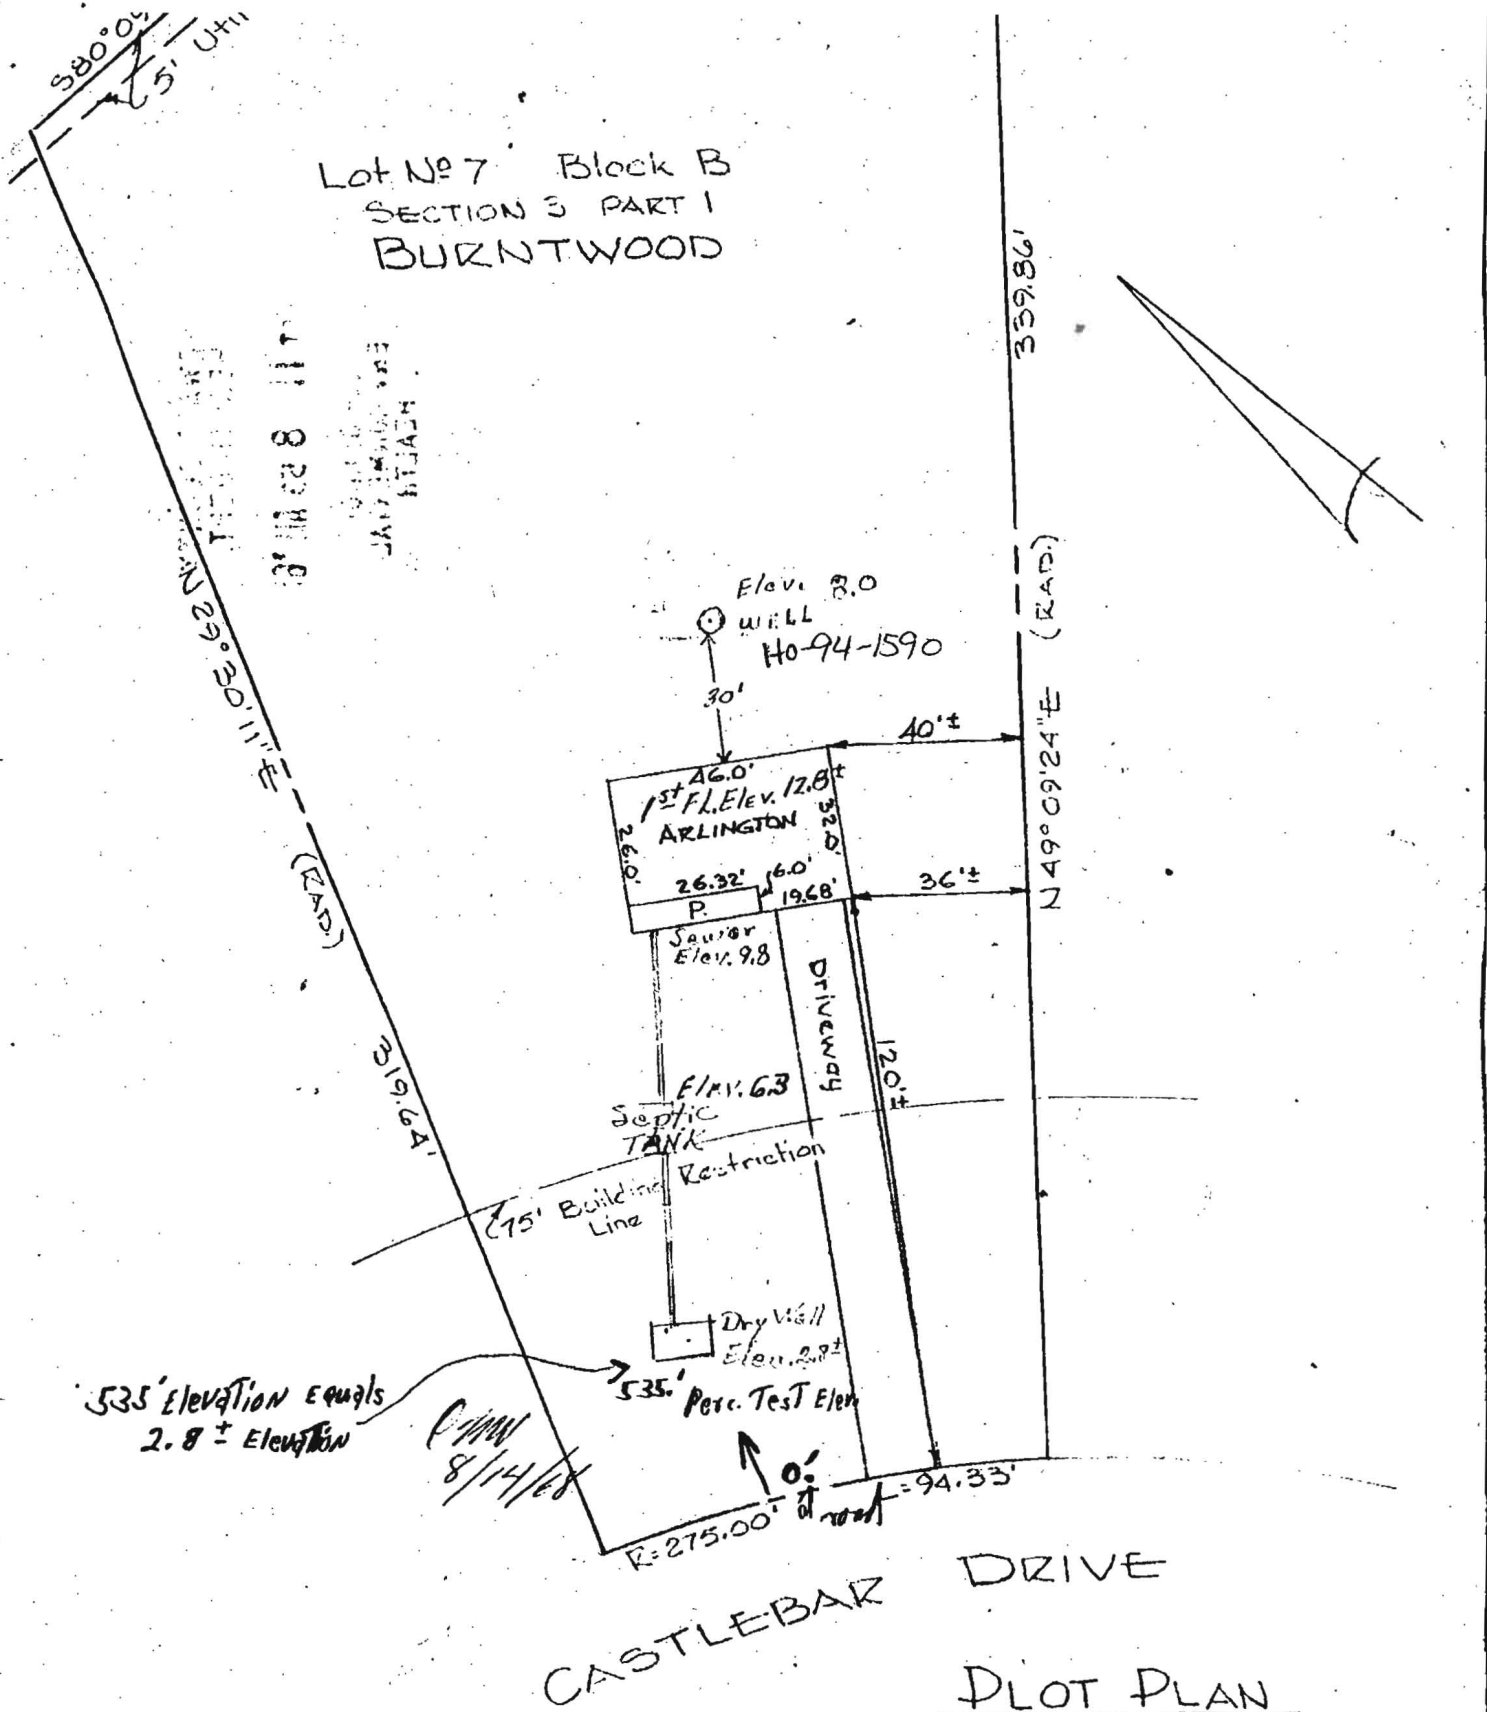 S80°09
5' Util
Lot Nº 7 Block B
SECTION 3 PART 1
BURNTWOOD
339.86'
(RAD.)
N 49°09'24"E
HEALTH
N 29°30'11"E
(RAD.)
319.64'
Elev. 8.0
WELL
HO-94-1590
30'
40'±
46.0'
1st FL. Elev. 12.8±
ARLINGTON
26.0'
32.0'
26.32'
6.0'
19.68'
P.
36'±
Sewer
Elev. 9.8
Driveway
120'±
Elev. 6.3
Septic
TANK
75' Building Restriction
Line
Dry Well
Elev. 2.8±
535.' Perc. Test Elev
535' Elevation Equals
2.8± Elevation
8/14/68
0.'
at road
R=275.00' L=94.33'
CASTLEBAR DRIVE
PLOT PLAN